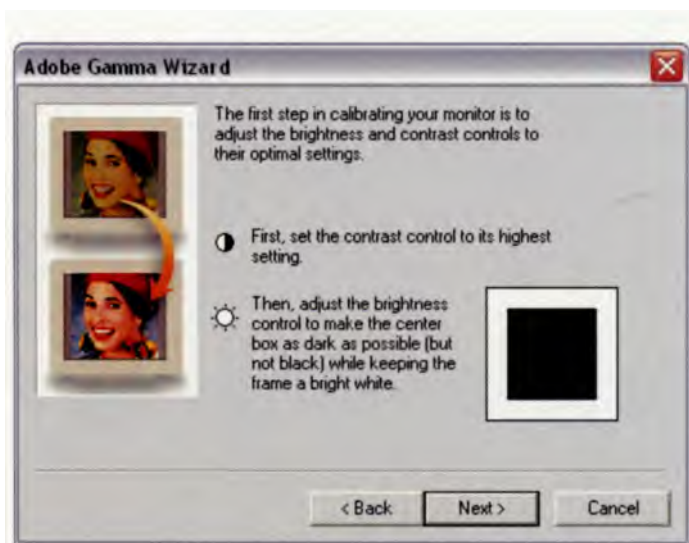 Adobe Gamma Wizard
The first step in calibrating your monitor is to
adjust the brightness and contrast controls to
their optimal settings.
First, set the contrast control to its highest
setting.
Then, adjust the brightness
control to make the center
box as dark as possible (but
not black) while keeping the
frame a bright white.
< Back
Next >
Cancel